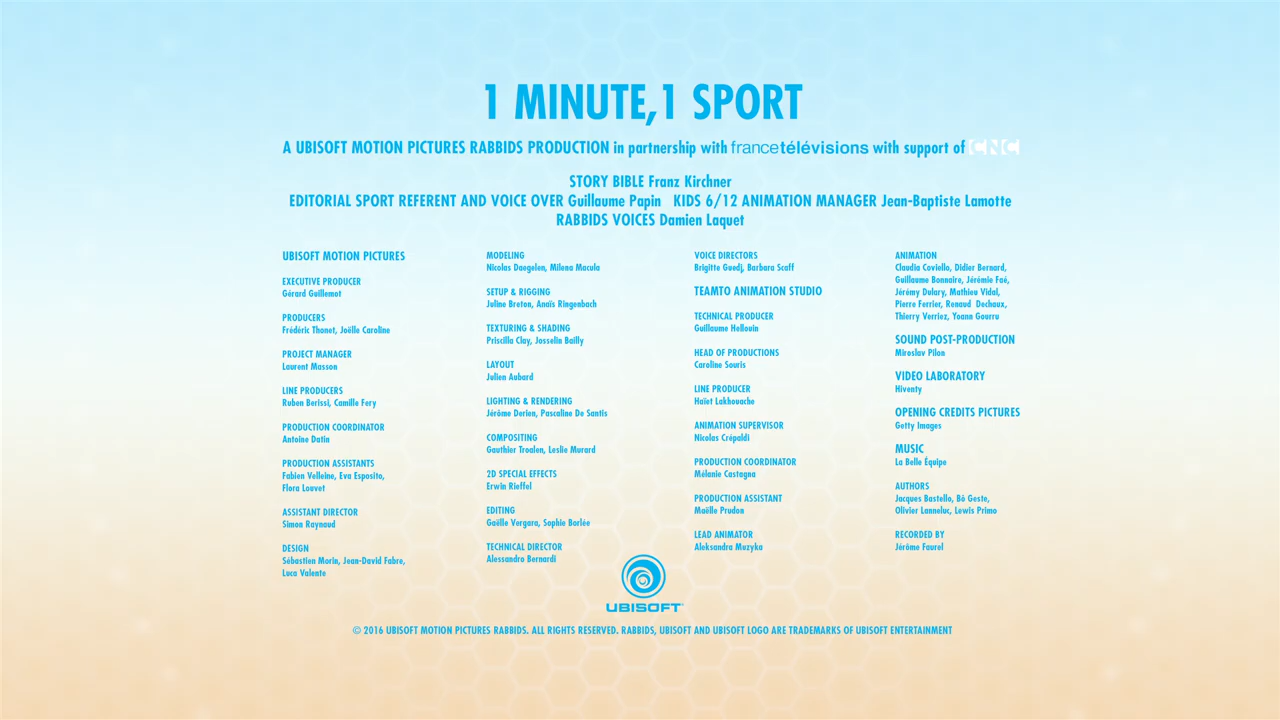 1 MINUTE,1 SPORT
A UBISOFT MOTION PICTURES RABBIDS PRODUCTION in partnership with francetélévisions with support of CNC
STORY BIBLE Franz Kirchner
EDITORIAL SPORT REFERENT AND VOICE OVER Guillaume Papin KIDS 6/12 ANIMATION MANAGER Jean-Baptiste Lamotte
RABBIDS VOICES Damien Laquet
UBISOFT MOTION PICTURES
EXECUTIVE PRODUCER
Gérard Guillemot
PRODUCERS
Frédéric Thonet, Joëlle Caroline
PROJECT MANAGER
Laurent Masson
LINE PRODUCERS
Ruben Berissi, Camille Fery
PRODUCTION COORDINATOR
Antoine Datin
PRODUCTION ASSISTANTS
Fabien Velleine, Eva Esposito,
Flora Louvet
ASSISTANT DIRECTOR
Simon Raynaud
DESIGN
Sébastien Morin, Jean-David Fabre,
Luca Valente
MODELING
Nicolas Daegelen, Milena Macula
SETUP & RIGGING
Juline Breton, Anaïs Ringenbach
TEXTURING & SHADING
Priscilla Clay, Josselin Bailly
LAYOUT
Julien Aubard
LIGHTING & RENDERING
Jérôme Derien, Pascaline De Santis
COMPOSITING
Gauthier Troalen, Leslie Murard
2D SPECIAL EFFECTS
Erwin Rieffel
EDITING
Gaëlle Vergara, Sophie Barlée
TECHNICAL DIRECTOR
Alessandro Bernardi
VOICE DIRECTORS
Brigitte Guedj, Barbara Scaff
TEAMTO ANIMATION STUDIO
TECHNICAL PRODUCER
Guillaume Hellouin
HEAD OF PRODUCTIONS
Caroline Souris
LINE PRODUCER
Haïet Lakhouache
ANIMATION SUPERVISOR
Nicolas Crépaldi
PRODUCTION COORDINATOR
Mélanie Castagna
PRODUCTION ASSISTANT
Maëlle Prudon
LEAD ANIMATOR
Aleksandra Muzyka
ANIMATION
Claudia Coviello, Didier Bernard,
Guillaume Bonnaire, Jérémie Faé,
Jérémy Dulary, Mathieu Vidal,
Pierre Ferrier, Renaud Dechaux,
Thierry Verriez, Yoann Gourru
SOUND POST-PRODUCTION
Miroslav Pilon
VIDEO LABORATORY
Hiventy
OPENING CREDITS PICTURES
Getty Images
MUSIC
La Belle Équipe
AUTHORS
Jacques Bastello, Bô Geste,
Olivier Lanneluc, Lewis Primo
RECORDED BY
Jérôme Faurel
UBISOFT
© 2016 UBISOFT MOTION PICTURES RABBIDS. ALL RIGHTS RESERVED. RABBIDS, UBISOFT AND UBISOFT LOGO ARE TRADEMARKS OF UBISOFT ENTERTAINMENT